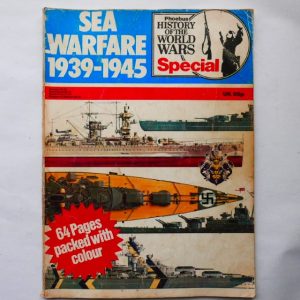 SEA
WARFARE
1939-1945
Phoebus
HISTORY OF THE
WORLD
WARS
Special
64 Pages
packed with
colour